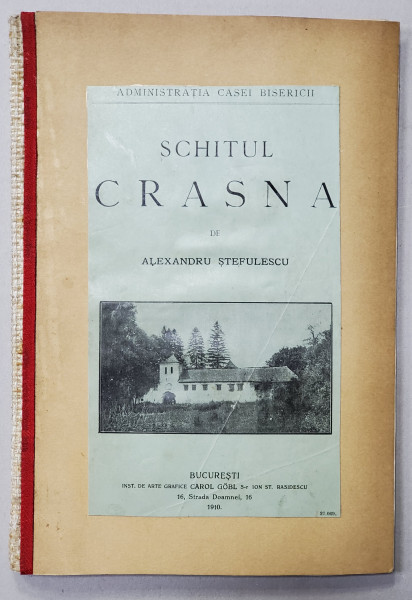 ADMINISTRAȚIA CASEI BISERICII
SCHITUL
CRASNA
DE
ALEXANDRU ȘTEFULESCU
BUCUREȘTI
INST. DE ARTE GRAFICE CAROL GÖBL S-r ION ST. RASIDESCU
16, Strada Doamnei, 16
1910.